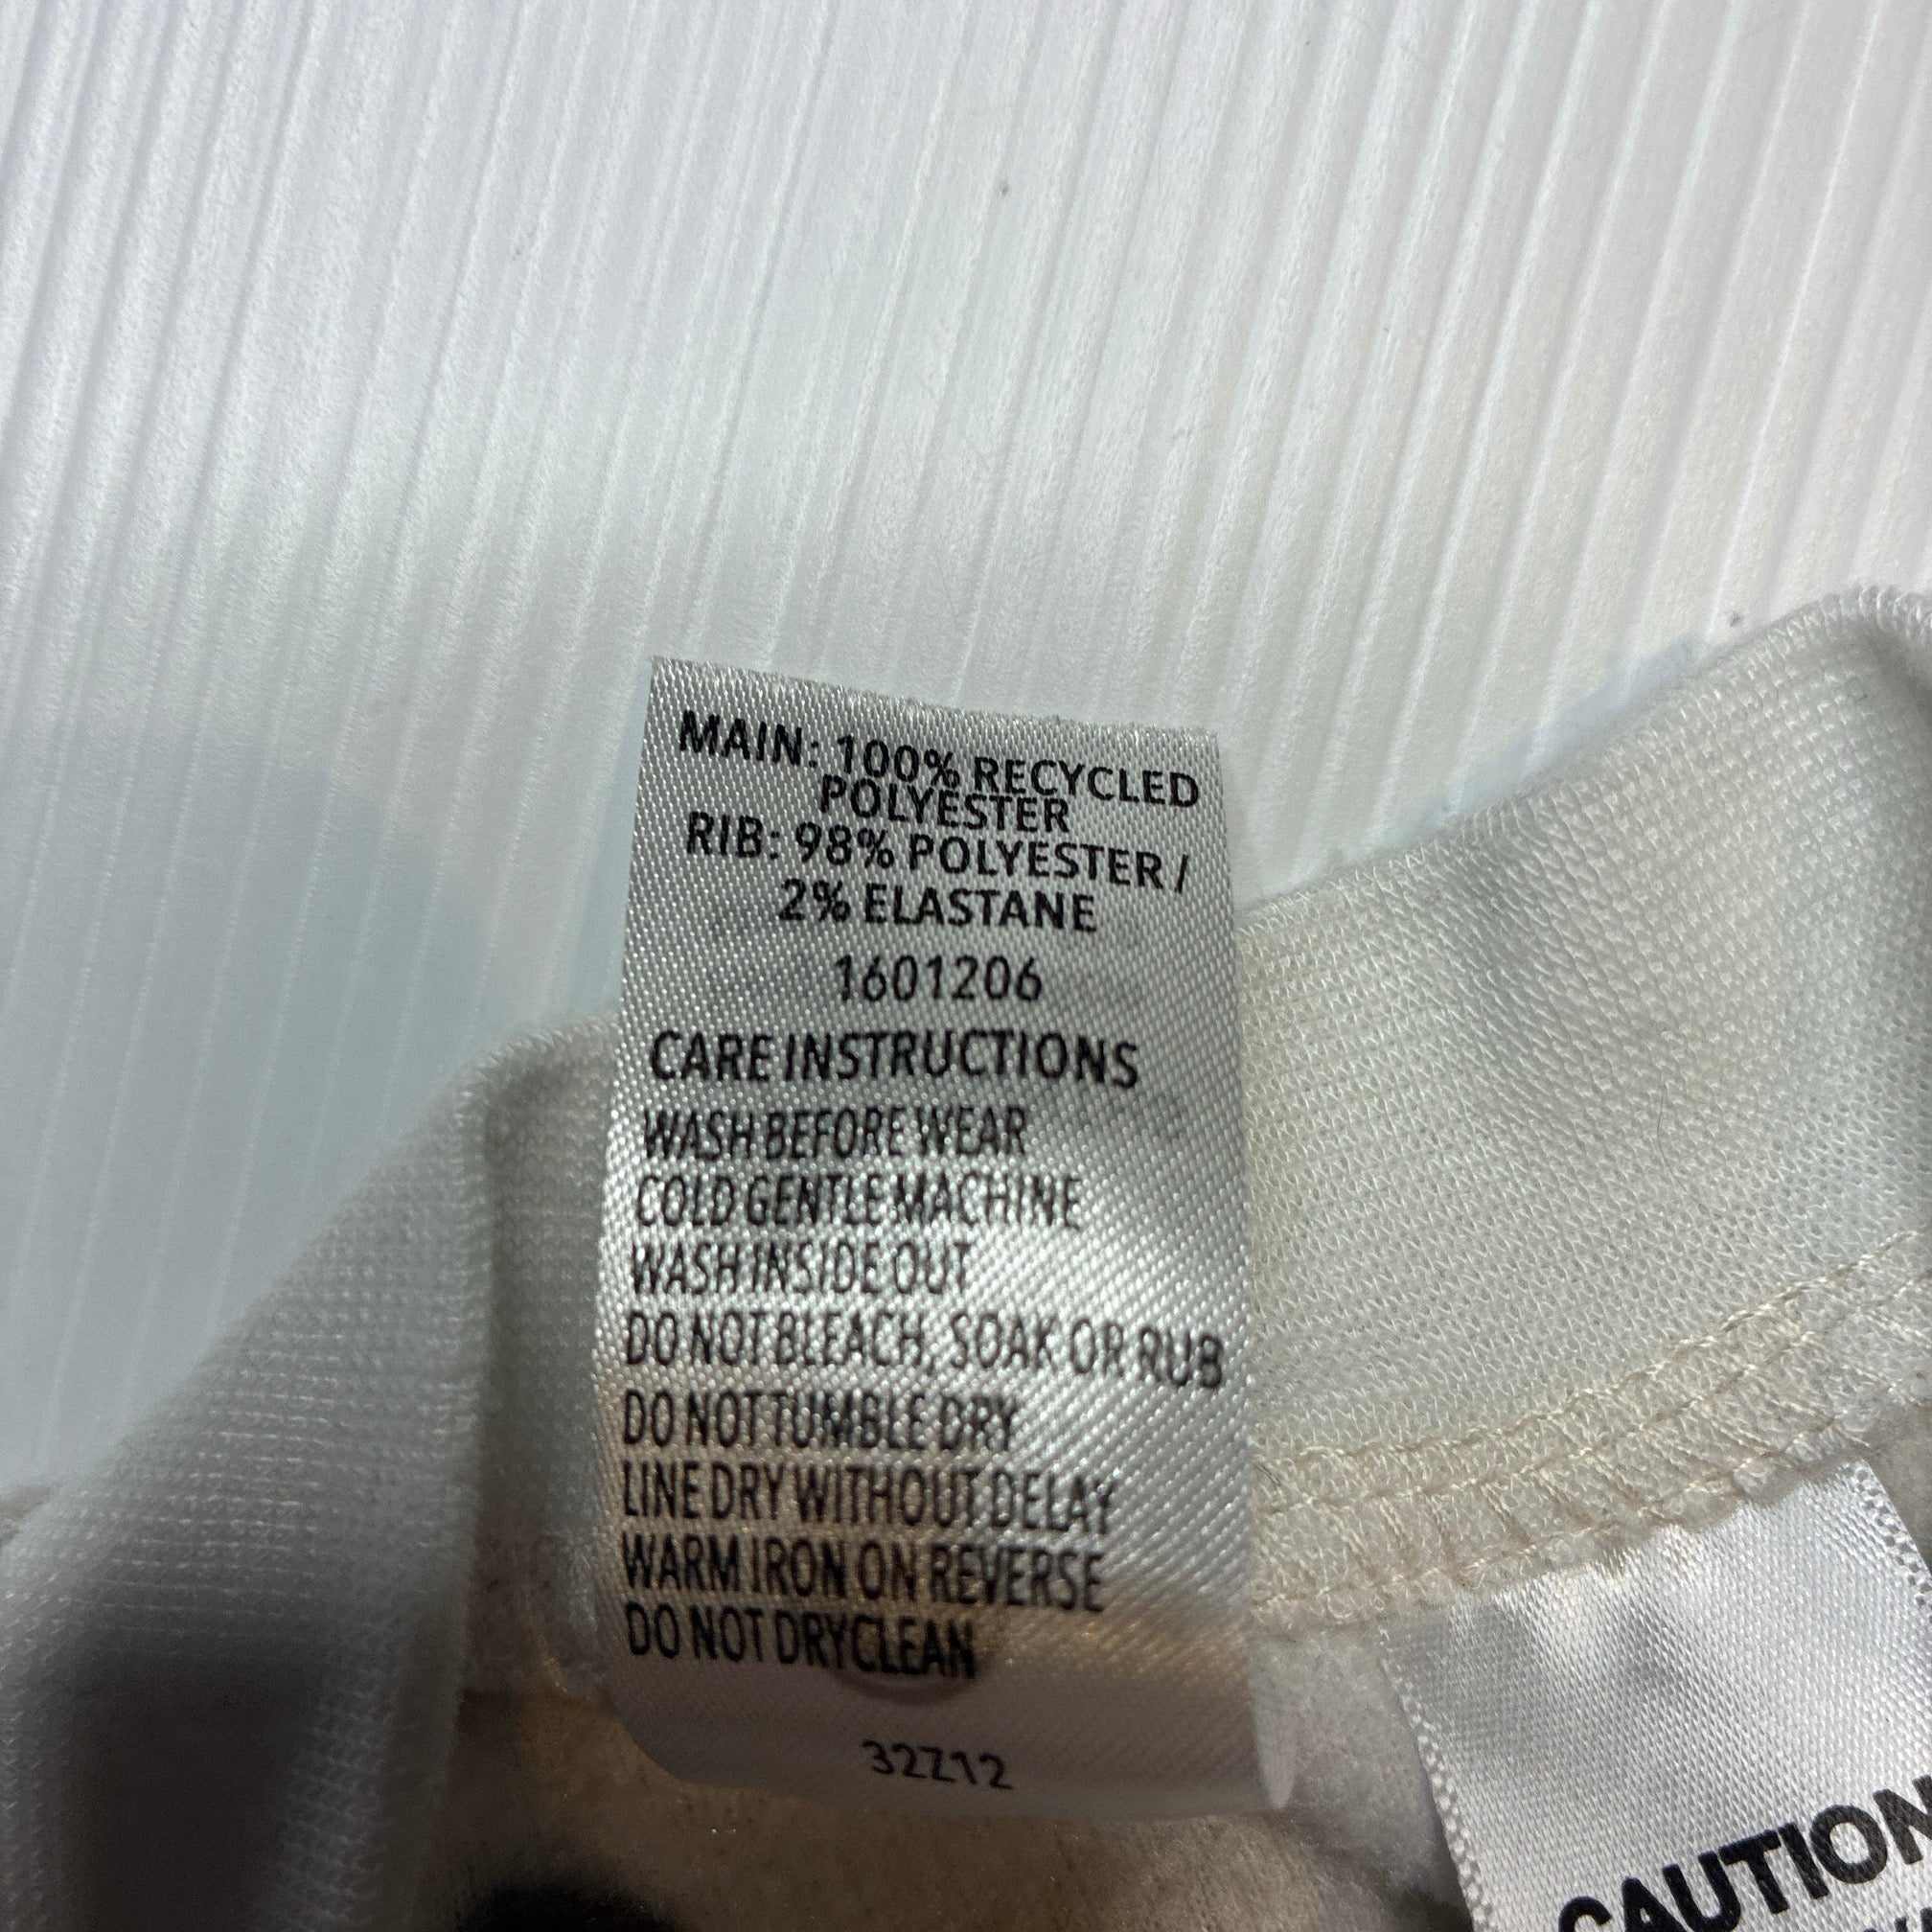 MAIN: 100% RECYCLED
POLYESTER
RIB: 98% POLYESTER /
2% ELASTANE
1601206
CARE INSTRUCTIONS
WASH BEFORE WEAR
COLD GENTLE MACHINE
WASH INSIDE OUT
DO NOT BLEACH, SOAK OR RUB
DO NOT TUMBLE DRY
LINE DRY WITHOUT DELAY
WARM IRON ON REVERSE
DO NOT DRYCLEAN
32Z12
CAUTION